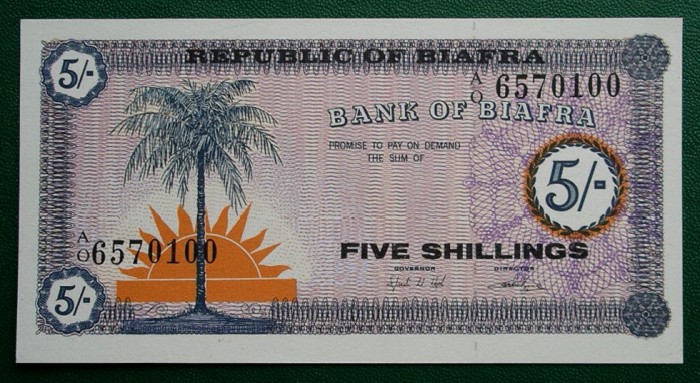 5/-
REPUBLIC OF BIAFRA
A/O 6570100
BANK OF BIAFRA
PROMISE TO PAY ON DEMAND
THE SUM OF
5/-
A/O 6570100
FIVE SHILLINGS
GOVERNOR DIRECTOR
5/-